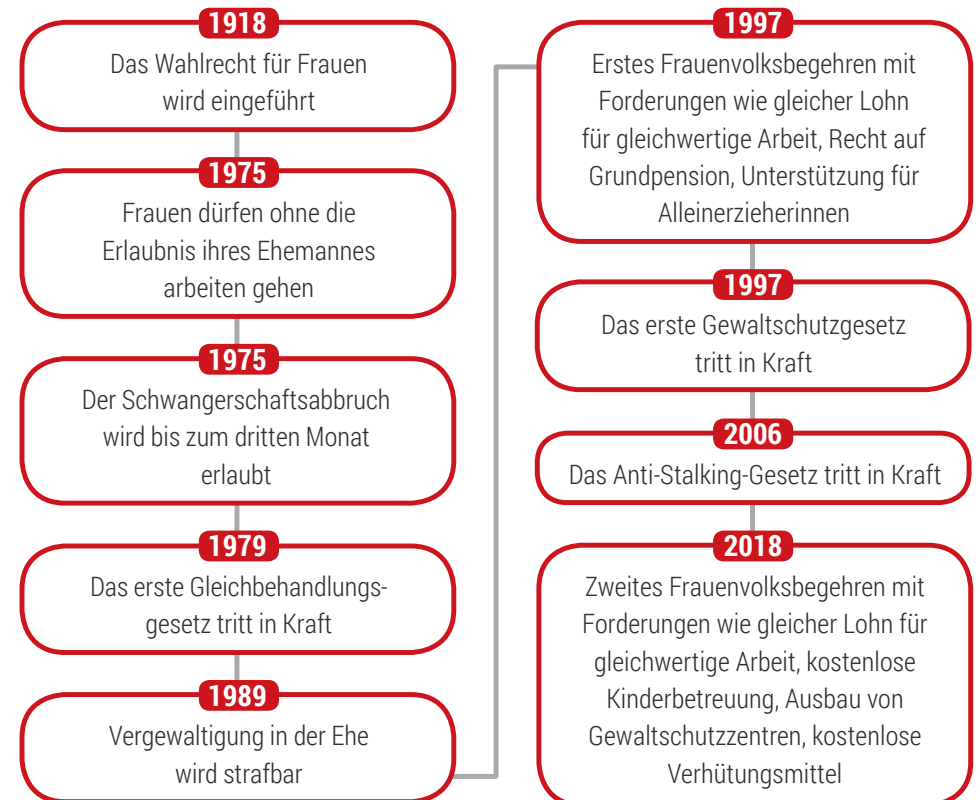 1918
Das Wahlrecht für Frauen
wird eingeführt
1975
Frauen dürfen ohne die
Erlaubnis ihres Ehemannes
arbeiten gehen
1975
Der Schwangerschaftsabbruch
wird bis zum dritten Monat
erlaubt
1979
Das erste Gleichbehandlungs-
gesetz tritt in Kraft
1989
Vergewaltigung in der Ehe
wird strafbar
1997
Erstes Frauenvolksbegehren mit
Forderungen wie gleicher Lohn
für gleichwertige Arbeit, Recht auf
Grundpension, Unterstützung für
Alleinerzieherinnen
1997
Das erste Gewaltschutzgesetz
tritt in Kraft
2006
Das Anti-Stalking-Gesetz tritt in Kraft
2018
Zweites Frauenvolksbegehren mit
Forderungen wie gleicher Lohn für
gleichwertige Arbeit, kostenlose
Kinderbetreuung, Ausbau von
Gewaltschutzzentren, kostenlose
Verhütungsmittel